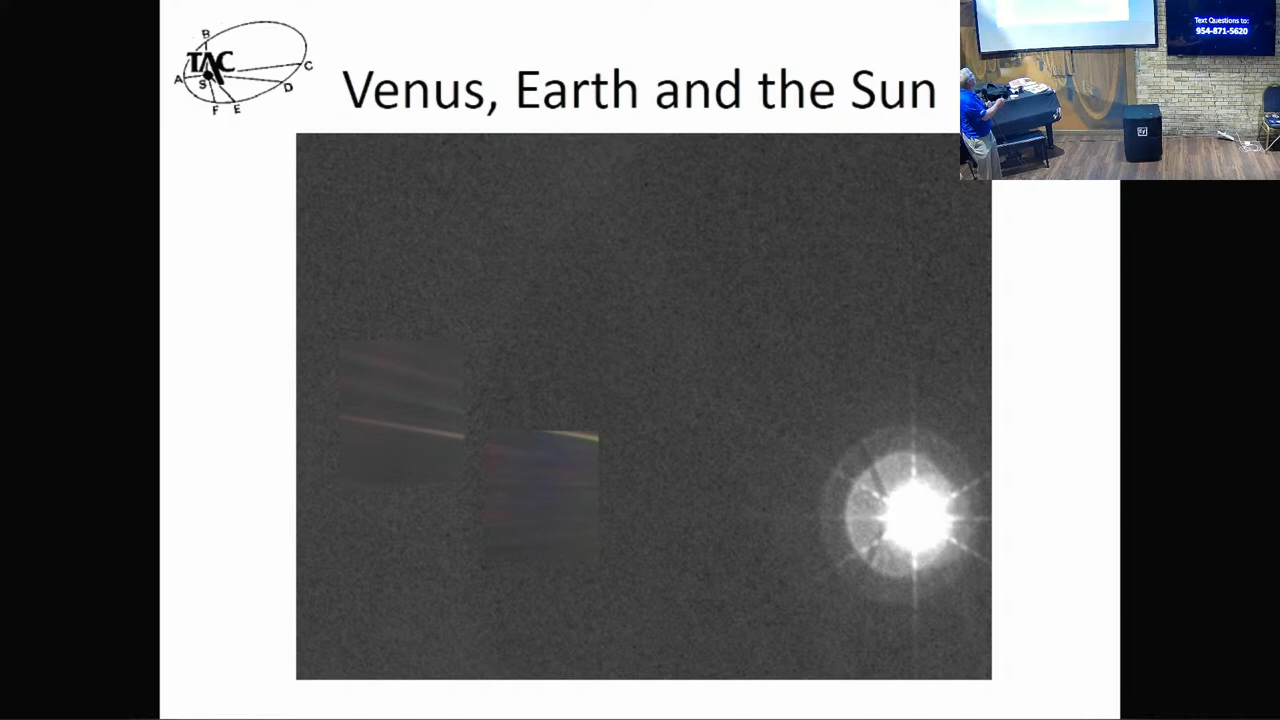 B
TAC
A
S
C
D
F E
Venus, Earth and the Sun
Text Questions to:
954-871-5620